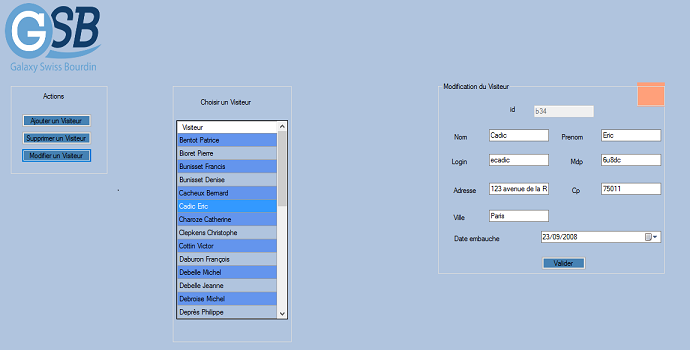 GSB
Galaxy Swiss Bourdin
Actions
Ajouter un Visiteur
Supprimer un Visiteur
Modifier un Visiteur
Choisir un Visiteur
Visiteur
Bentot Patrice
Bioret Pierre
Bunisset Francis
Bunisset Denise
Cacheux Bernard
Cadic Eric
Charoze Catherine
Clepkens Christophe
Cottin Victor
Daburon François
Debelle Michel
Debelle Jeanne
Debroise Michel
Desprès Philippe
Modification du Visiteur
id b34
Nom Cadic Prenom Eric
Login ecadic Mdp 6u8dc
Adresse 123 avenue de la R Cp 75011
Ville Paris
Date embauche 23/09/2008
Valider